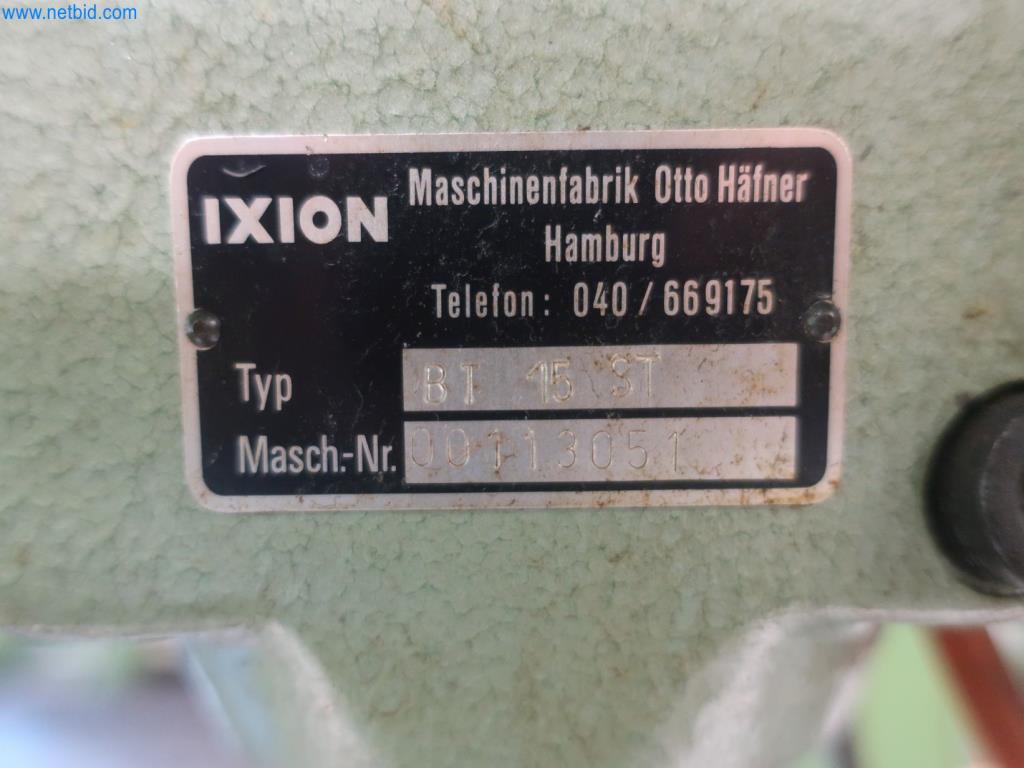 www.netbid.com
IXION
Maschinenfabrik Otto Häfner
Hamburg
Telefon: 040/669175
Typ BT 15 ST
Masch.-Nr. 00113051